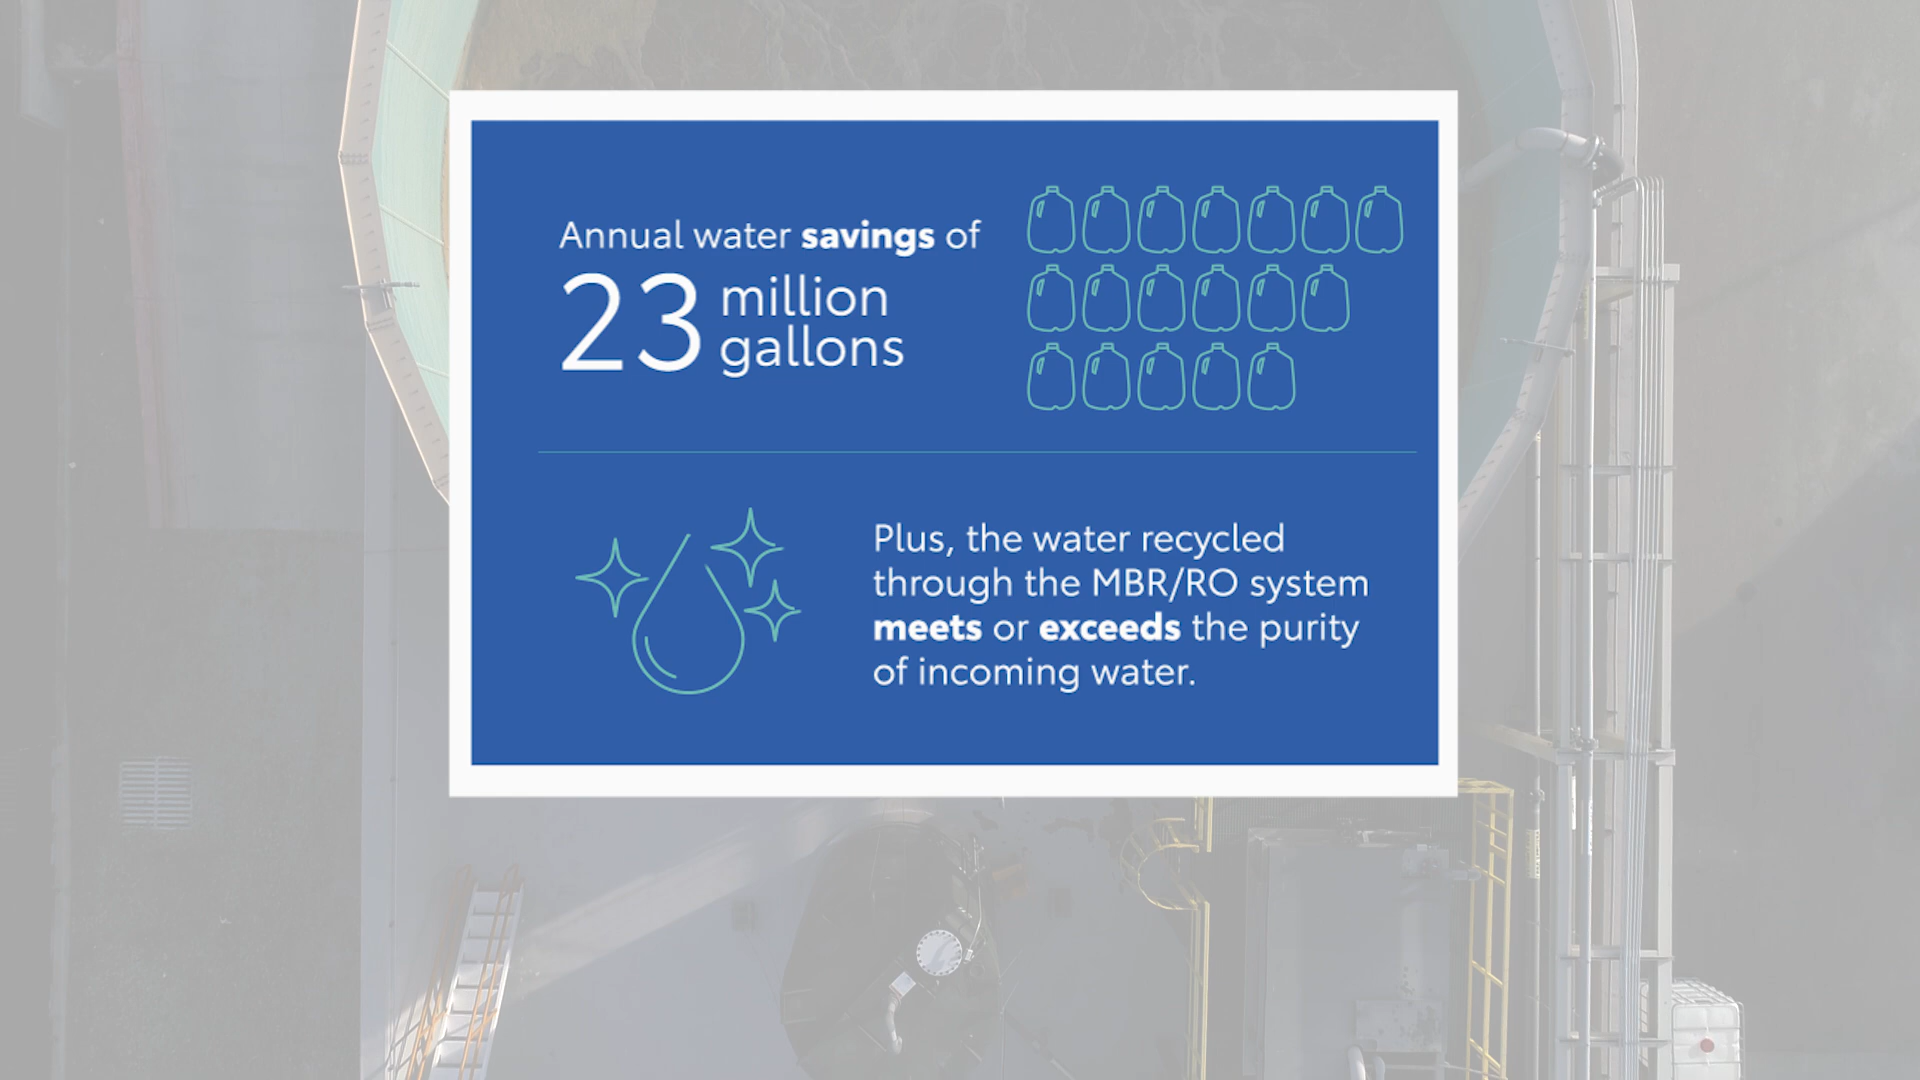 Annual water savings of
23 million
gallons
Plus, the water recycled
through the MBR/RO system
meets or exceeds the purity
of incoming water.